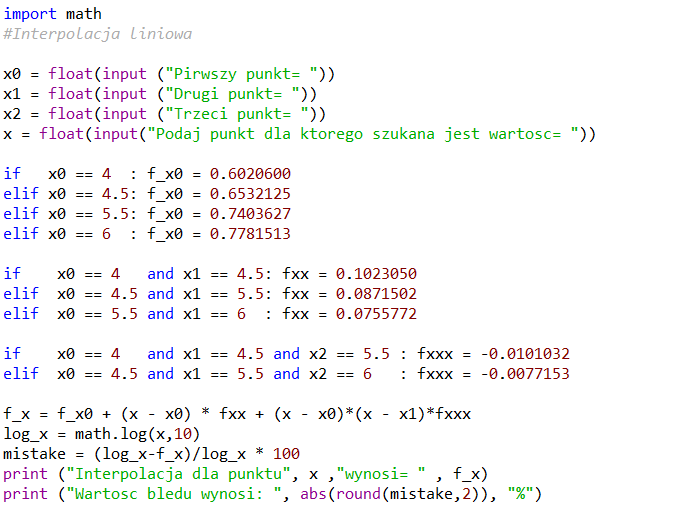 import math
#Interpolacja liniowa

x0 = float(input ("Pirwszy punkt= "))
x1 = float(input ("Drugi punkt= "))
x2 = float(input ("Trzeci punkt= "))
x = float(input("Podaj punkt dla ktorego szukana jest wartosc= "))

if   x0 == 4  : f_x0 = 0.6020600
elif x0 == 4.5: f_x0 = 0.6532125
elif x0 == 5.5: f_x0 = 0.7403627
elif x0 == 6  : f_x0 = 0.7781513

if    x0 == 4   and x1 == 4.5: fxx = 0.1023050
elif  x0 == 4.5 and x1 == 5.5: fxx = 0.0871502
elif  x0 == 5.5 and x1 == 6  : fxx = 0.0755772

if    x0 == 4   and x1 == 4.5 and x2 == 5.5 : fxxx = -0.0101032
elif  x0 == 4.5 and x1 == 5.5 and x2 == 6   : fxxx = -0.0077153

f_x = f_x0 + (x - x0) * fxx + (x - x0)*(x - x1)*fxxx
log_x = math.log(x,10)
mistake = (log_x-f_x)/log_x * 100
print ("Interpolacja dla punktu", x ,"wynosi= " , f_x)
print ("Wartosc bledu wynosi: ", abs(round(mistake,2)), "%")